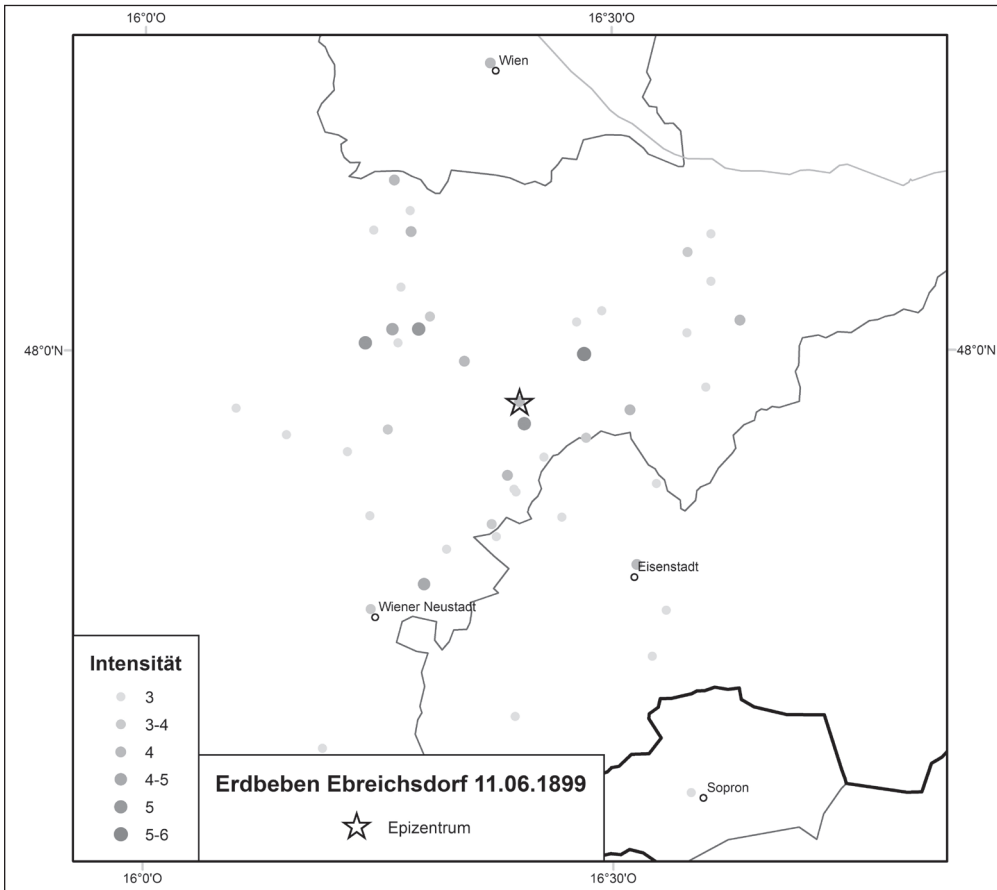 16°0'O 16°30'O
Wien
48°0'N 48°0'N
Eisenstadt
Wiener Neustadt
Intensität
3
3-4
4
4-5
5
5-6
Erdbeben Ebreichsdorf 11.06.1899
Epizentrum
Sopron
16°0'O 16°30'O